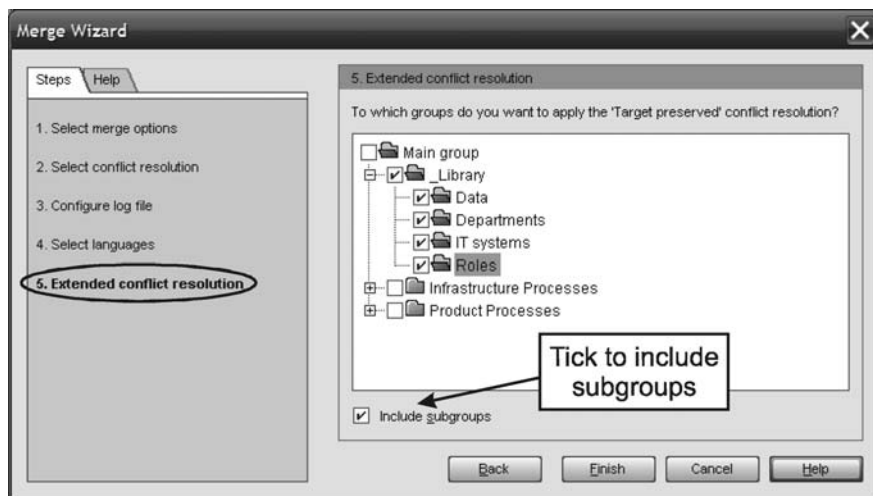 Merge Wizard
Steps Help
1. Select merge options
2. Select conflict resolution
3. Configure log file
4. Select languages
5. Extended conflict resolution
5. Extended conflict resolution
To which groups do you want to apply the 'Target preserved' conflict resolution?
Main group
_Library
Data
Departments
IT systems
Roles
Infrastructure Processes
Product Processes
Tick to include
subgroups
Include subgroups
Back Finish Cancel Help